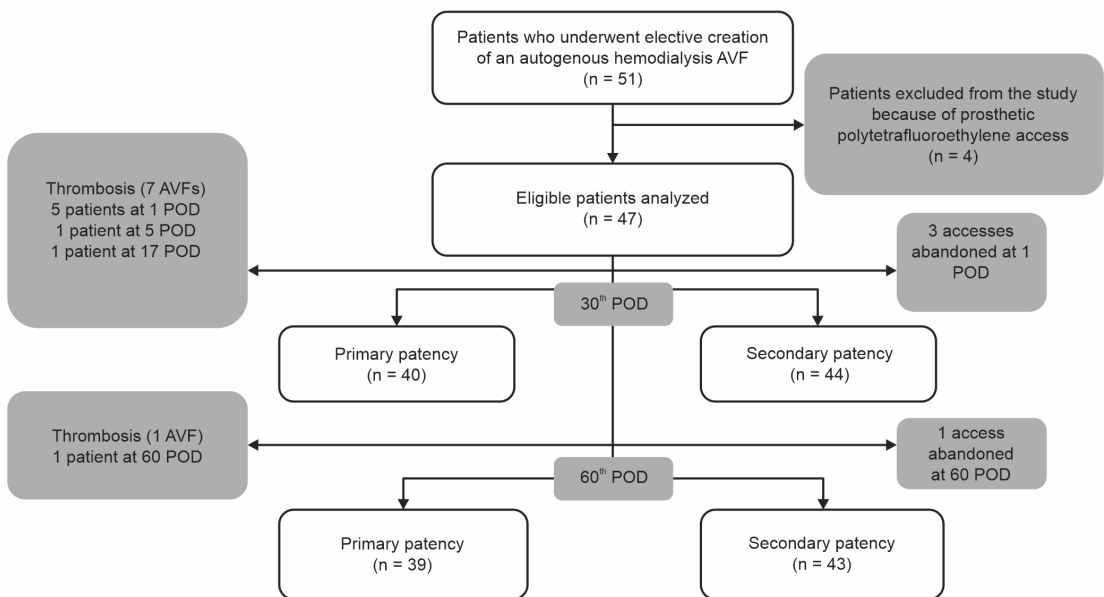 Patients who underwent elective creation
of an autogenous hemodialysis AVF
(n = 51)
Patients excluded from the study
because of prosthetic
polytetrafluoroethylene access
(n = 4)
Eligible patients analyzed
(n = 47)
Thrombosis (7 AVFs)
5 patients at 1 POD
1 patient at 5 POD
1 patient at 17 POD
3 accesses
abandoned at 1
POD
30th POD
Primary patency
(n = 40)
Secondary patency
(n = 44)
Thrombosis (1 AVF)
1 patient at 60 POD
1 access
abandoned
at 60 POD
60th POD
Primary patency
(n = 39)
Secondary patency
(n = 43)